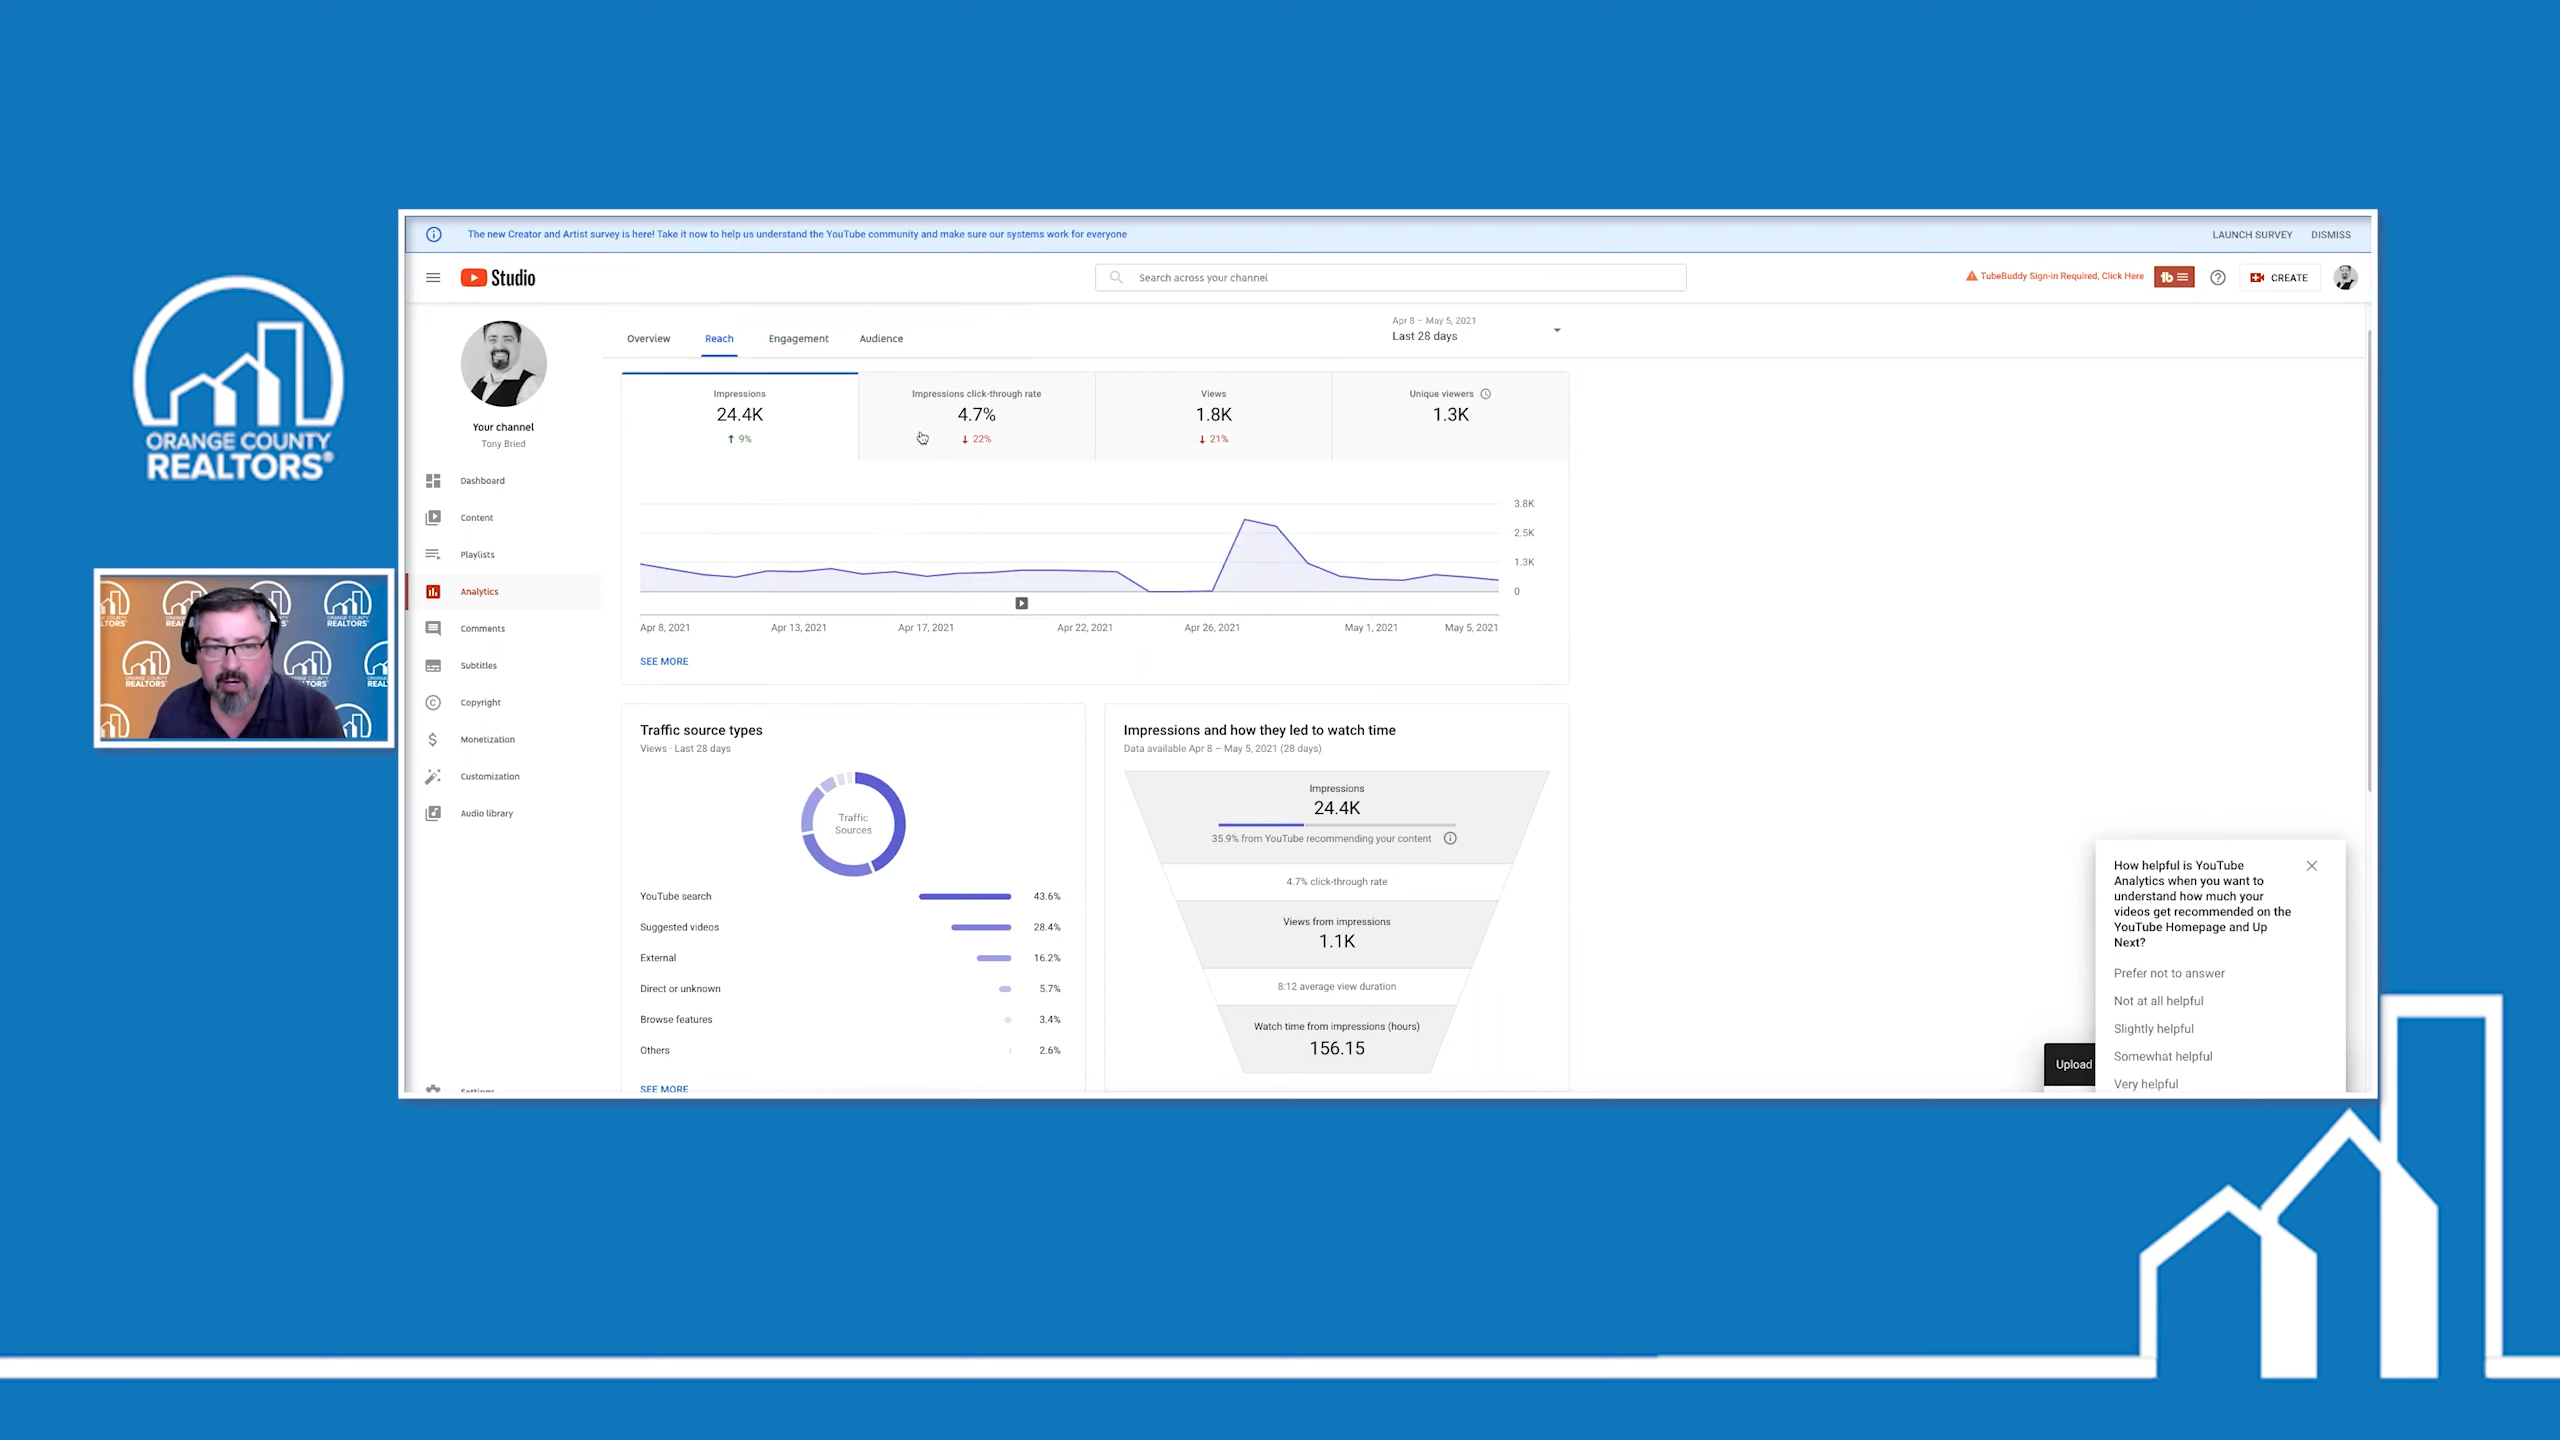 The new Creator and Artist survey is here! Take it now to help us understand the YouTube community and make sure our systems work for everyone
LAUNCH SURVEY
DISMISS
Studio
Search across your channel
TubeBuddy Sign-in Required, Click Here
tb
CREATE
Your channel
Tony Bried
Dashboard
Content
Playlists
Analytics
Comments
Subtitles
Copyright
Monetization
Customization
Audio library
Overview
Reach
Engagement
Audience
Apr 8 – May 5, 2021
Last 28 days
Impressions
24.4K
↑ 9%
Impressions click-through rate
4.7%
↓ 22%
Views
1.8K
↓ 21%
Unique viewers
1.3K
3.8K
2.5K
1.3K
0
Apr 8, 2021
Apr 13, 2021
Apr 17, 2021
Apr 22, 2021
Apr 26, 2021
May 1, 2021
May 5, 2021
SEE MORE
Traffic source types
Views · Last 28 days
Traffic
Sources
YouTube search 43.6%
Suggested videos 28.4%
External 16.2%
Direct or unknown 5.7%
Browse features 3.4%
Others 2.6%
SEE MORE
Impressions and how they led to watch time
Data available Apr 8 – May 5, 2021 (28 days)
Impressions
24.4K
35.9% from YouTube recommending your content
4.7% click-through rate
Views from impressions
1.1K
8:12 average view duration
Watch time from impressions (hours)
156.15
How helpful is YouTube
Analytics when you want to
understand how much your
videos get recommended on the
YouTube Homepage and Up
Next?
Prefer not to answer
Not at all helpful
Slightly helpful
Somewhat helpful
Very helpful
Upload
ORANGE COUNTY
REALTORS®
ORANGE COUNTY
REALTORS